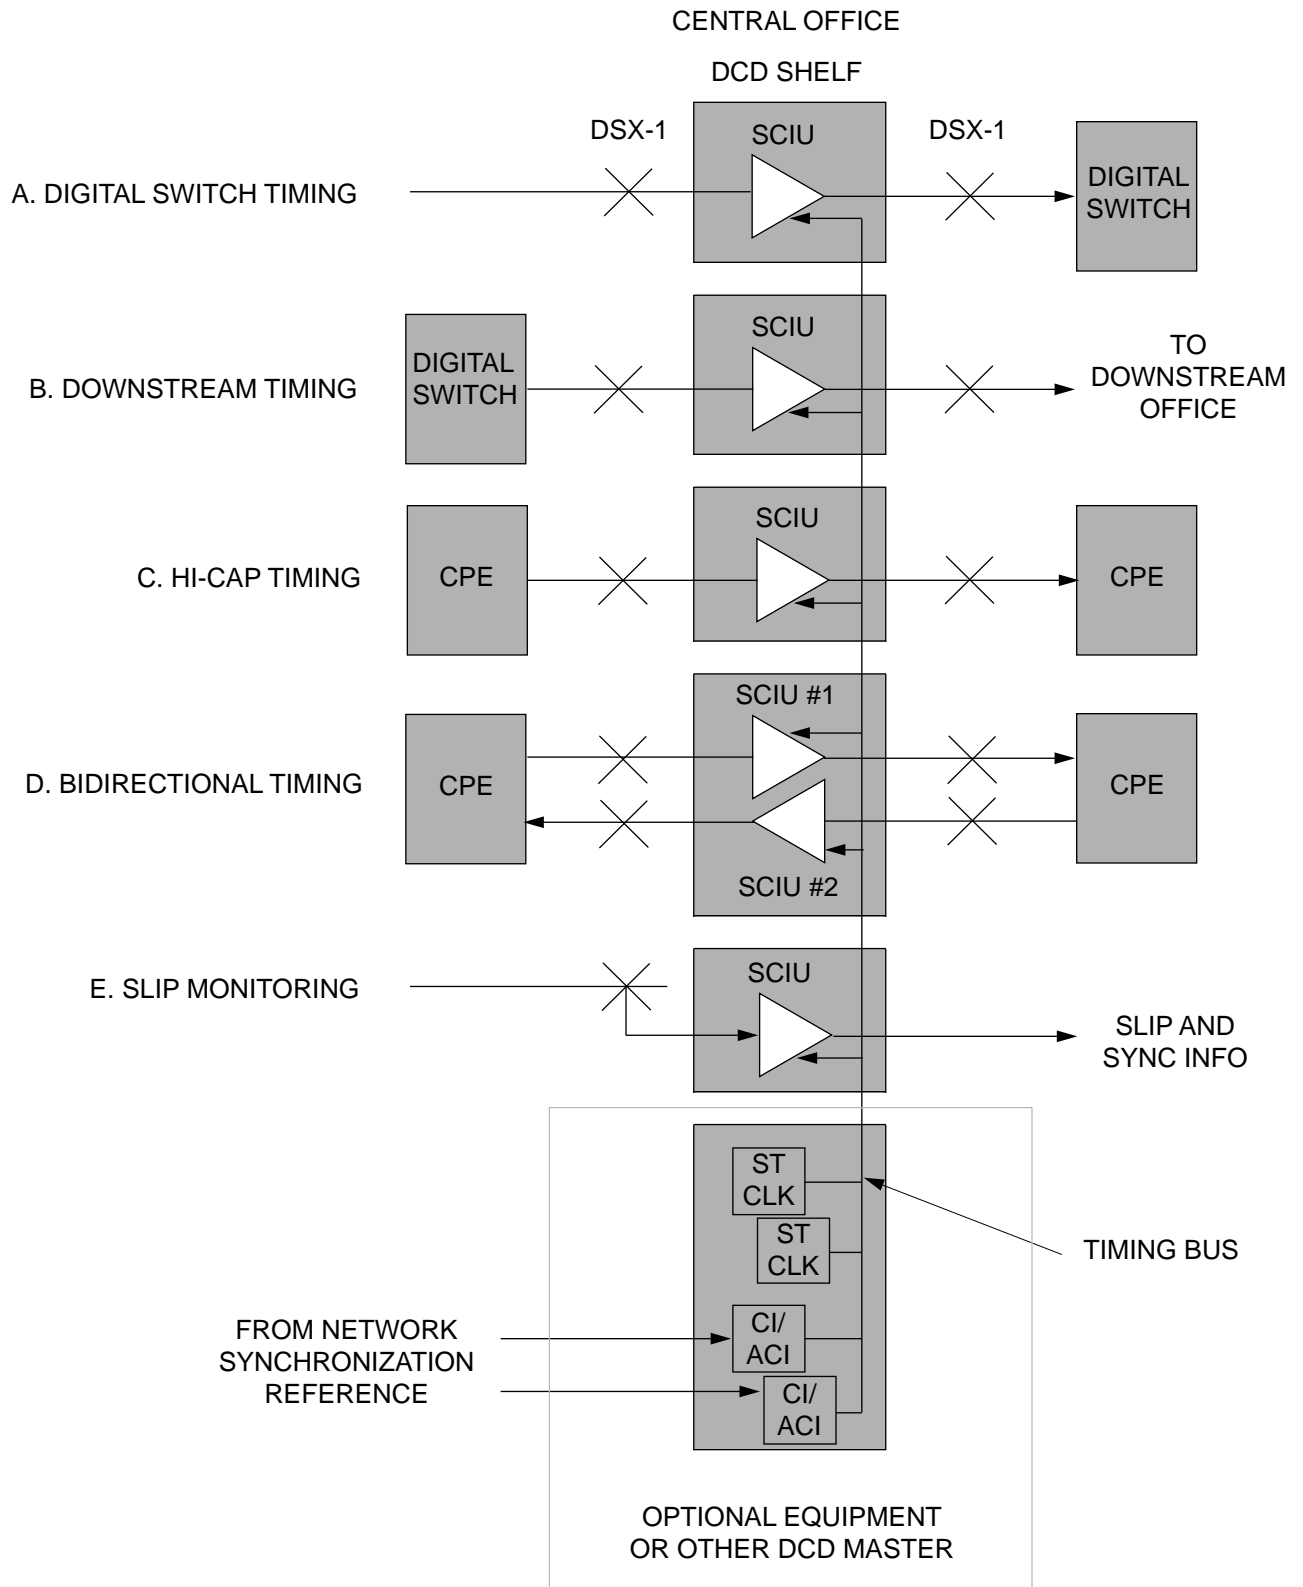 CENTRAL OFFICE
DCD SHELF
DSX-1
SCIU
DSX-1
A. DIGITAL SWITCH TIMING
DIGITAL
SWITCH
B. DOWNSTREAM TIMING
DIGITAL
SWITCH
SCIU
TO
DOWNSTREAM
OFFICE
C. HI-CAP TIMING
CPE
SCIU
CPE
D. BIDIRECTIONAL TIMING
CPE
SCIU #1
SCIU #2
CPE
E. SLIP MONITORING
SCIU
SLIP AND
SYNC INFO
ST
CLK
ST
CLK
TIMING BUS
FROM NETWORK
SYNCHRONIZATION
REFERENCE
CI/
ACI
CI/
ACI
OPTIONAL EQUIPMENT
OR OTHER DCD MASTER